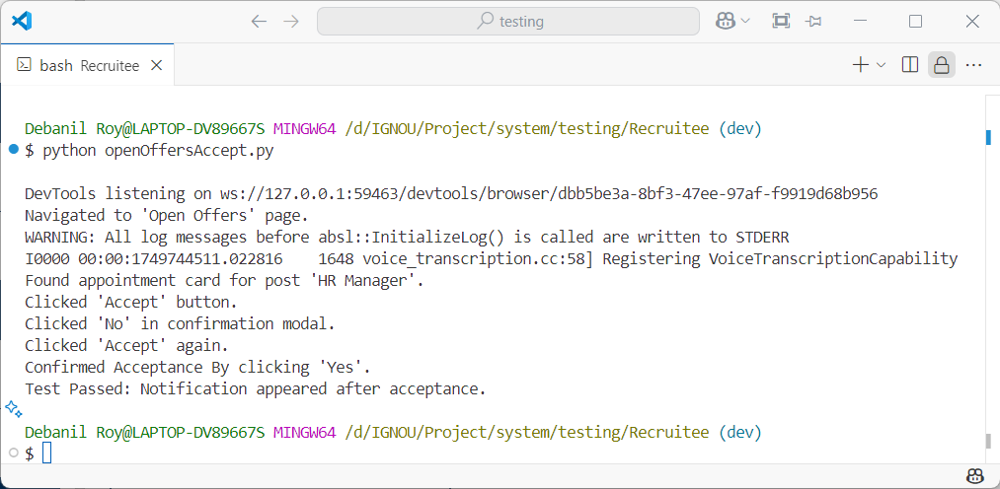 testing
bash Recruitee
Debanil Roy@LAPTOP-DV89667S MINGW64 /d/IGNOU/Project/system/testing/Recruitee (dev)
$ python openOffersAccept.py
DevTools listening on ws://127.0.0.1:59463/devtools/browser/dbb5be3a-8bf3-47ee-97af-f9919d68b956
Navigated to 'Open Offers' page.
WARNING: All log messages before absl::InitializeLog() is called are written to STDERR
I0000 00:00:1749744511.022816    1648 voice_transcription.cc:58] Registering VoiceTranscriptionCapability
Found appointment card for post 'HR Manager'.
Clicked 'Accept' button.
Clicked 'No' in confirmation modal.
Clicked 'Accept' again.
Confirmed Acceptance By clicking 'Yes'.
Test Passed: Notification appeared after acceptance.
Debanil Roy@LAPTOP-DV89667S MINGW64 /d/IGNOU/Project/system/testing/Recruitee (dev)
$